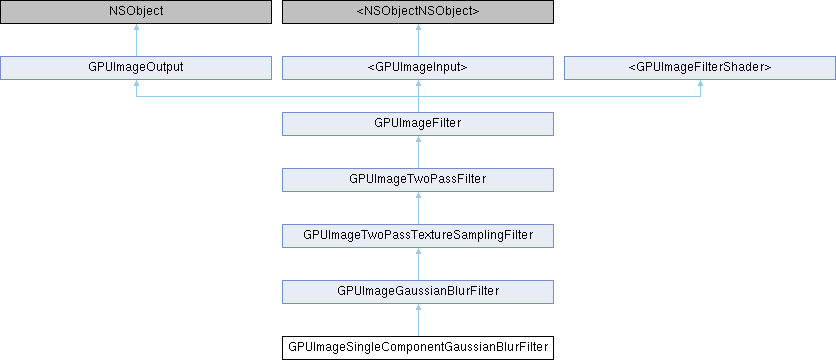 NSObject
<NSObjectNSObject>
GPUImageOutput
<GPUImageInput>
<GPUImageFilterShader>
GPUImageFilter
GPUImageTwoPassFilter
GPUImageTwoPassTextureSamplingFilter
GPUImageGaussianBlurFilter
GPUImageSingleComponentGaussianBlurFilter